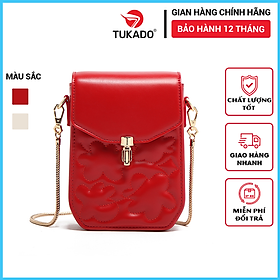 TUKADO®
GIAN HÀNG CHÍNH HÃNG
BẢO HÀNH 12 THÁNG
MÀU SẮC
CHẤT LƯỢNG
TỐT
GIAO HÀNG
NHANH
MIỄN PHÍ
ĐỔI TRẢ